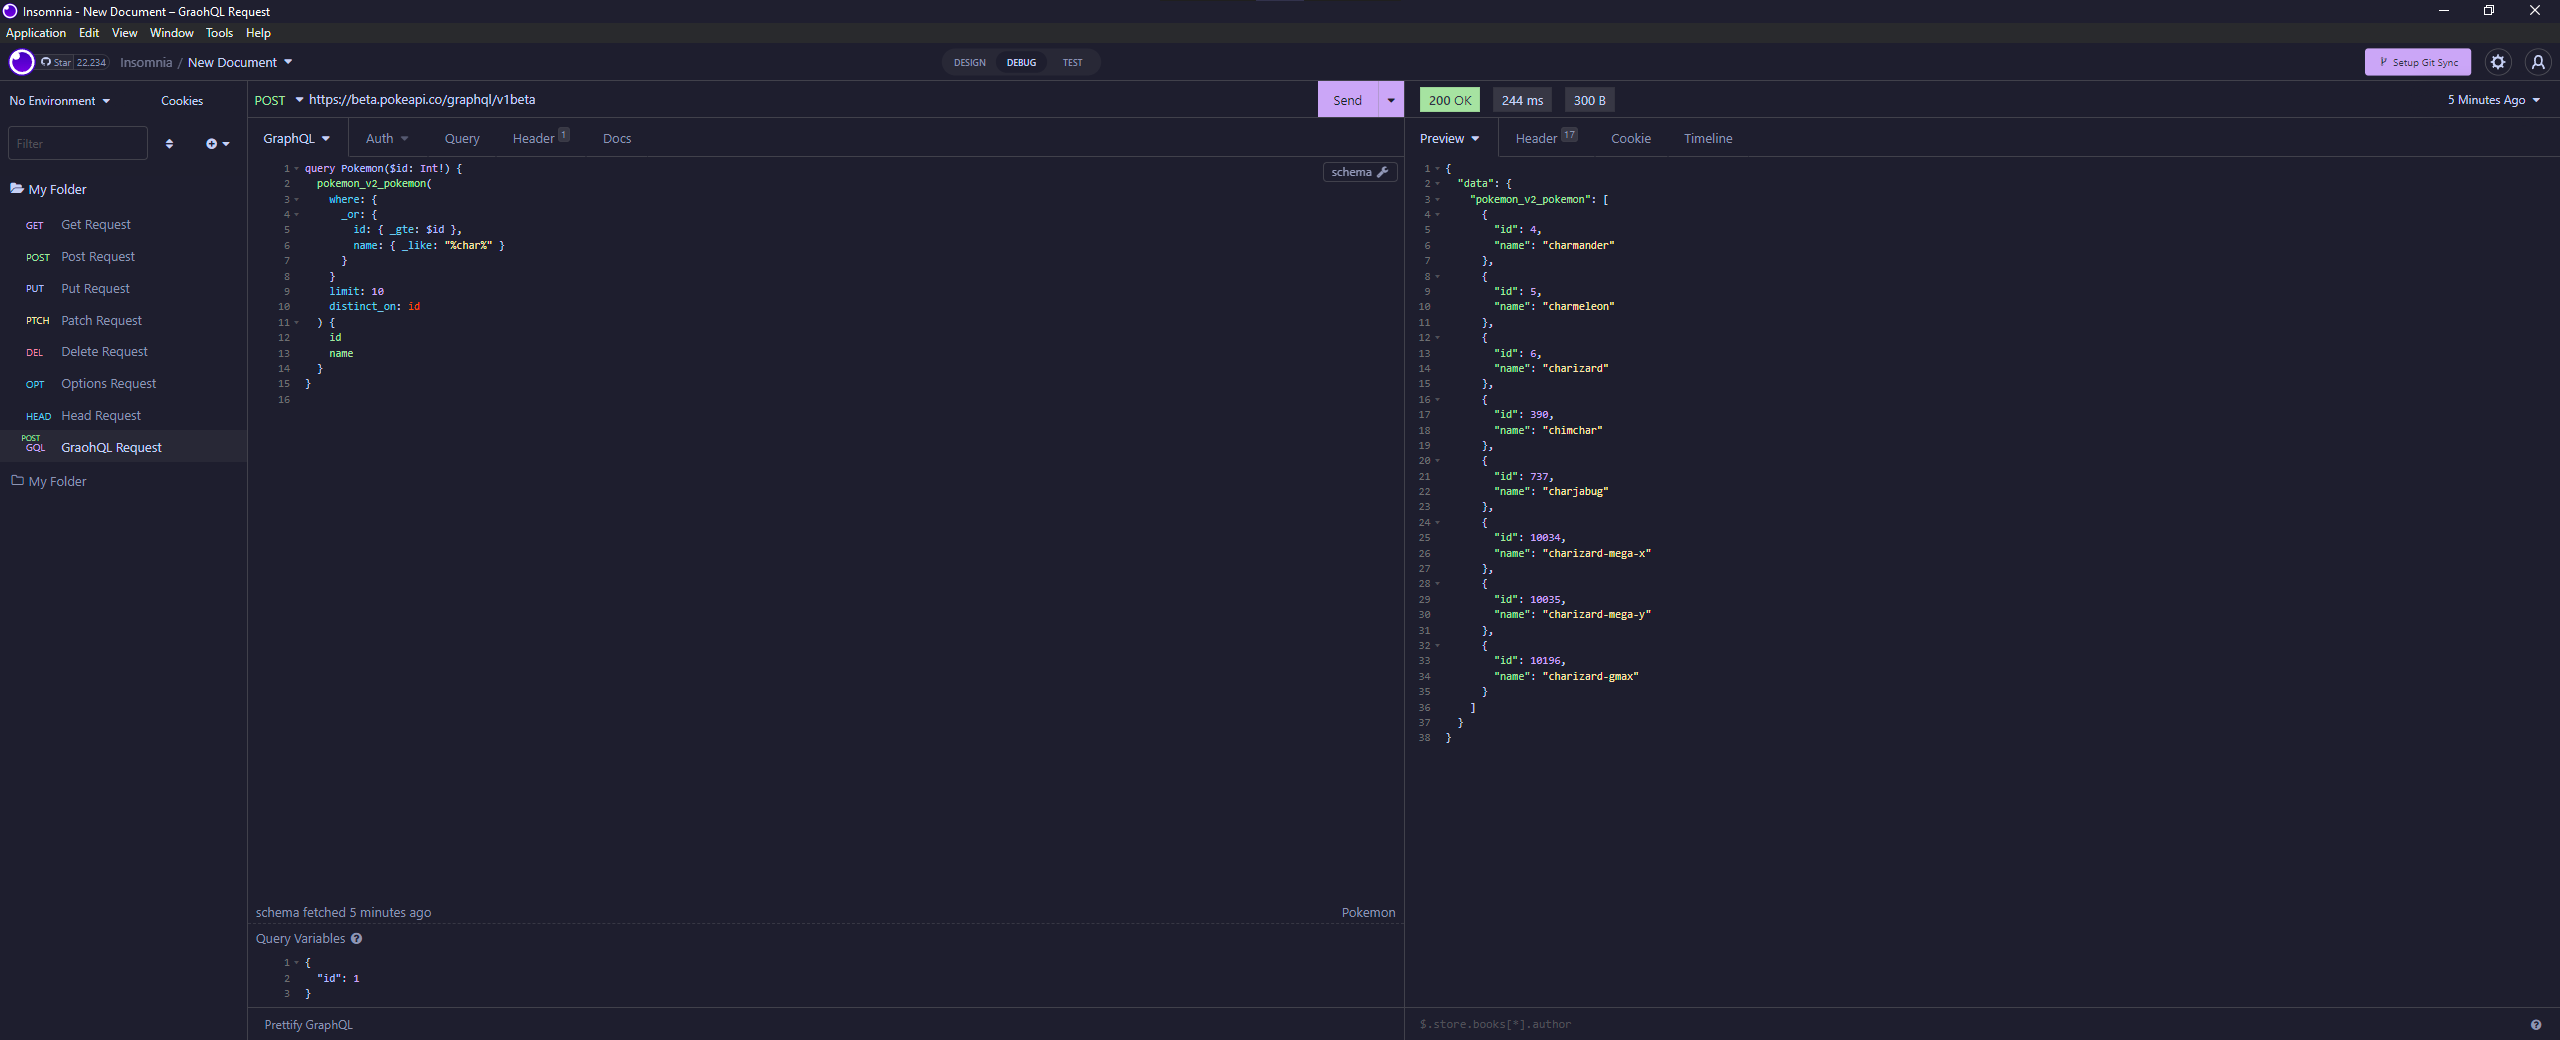 Insomnia - New Document – GraohQL Request
Application Edit View Window Tools Help
Star 22.234 Insomnia / New Document DESIGN DEBUG TEST Setup Git Sync
No Environment Cookies
Filter
My Folder
GET Get Request
POST Post Request
PUT Put Request
PTCH Patch Request
DEL Delete Request
OPT Options Request
HEAD Head Request
POST
GQL GraohQL Request
My Folder
POST https://beta.pokeapi.co/graphql/v1beta Send
GraphQL Auth Query Header 1 Docs
schema
1 query Pokemon($id: Int!) {
2 pokemon_v2_pokemon(
3 where: {
4 _or: {
5 id: { _gte: $id },
6 name: { _like: "%char%" }
7 }
8 }
9 limit: 10
10 distinct_on: id
11 ) {
12 id
13 name
14 }
15 }
16
schema fetched 5 minutes ago Pokemon
Query Variables ?
1 {
2 "id": 1
3 }
Prettify GraphQL
200 OK 244 ms 300 B 5 Minutes Ago
Preview Header 17 Cookie Timeline
1 {
2 "data": {
3 "pokemon_v2_pokemon": [
4 {
5 "id": 4,
6 "name": "charmander"
7 },
8 {
9 "id": 5,
10 "name": "charmeleon"
11 },
12 {
13 "id": 6,
14 "name": "charizard"
15 },
16 {
17 "id": 390,
18 "name": "chimchar"
19 },
20 {
21 "id": 737,
22 "name": "charjabug"
23 },
24 {
25 "id": 10034,
26 "name": "charizard-mega-x"
27 },
28 {
29 "id": 10035,
30 "name": "charizard-mega-y"
31 },
32 {
33 "id": 10196,
34 "name": "charizard-gmax"
35 }
36 ]
37 }
38 }
$.store.books[*].author ?